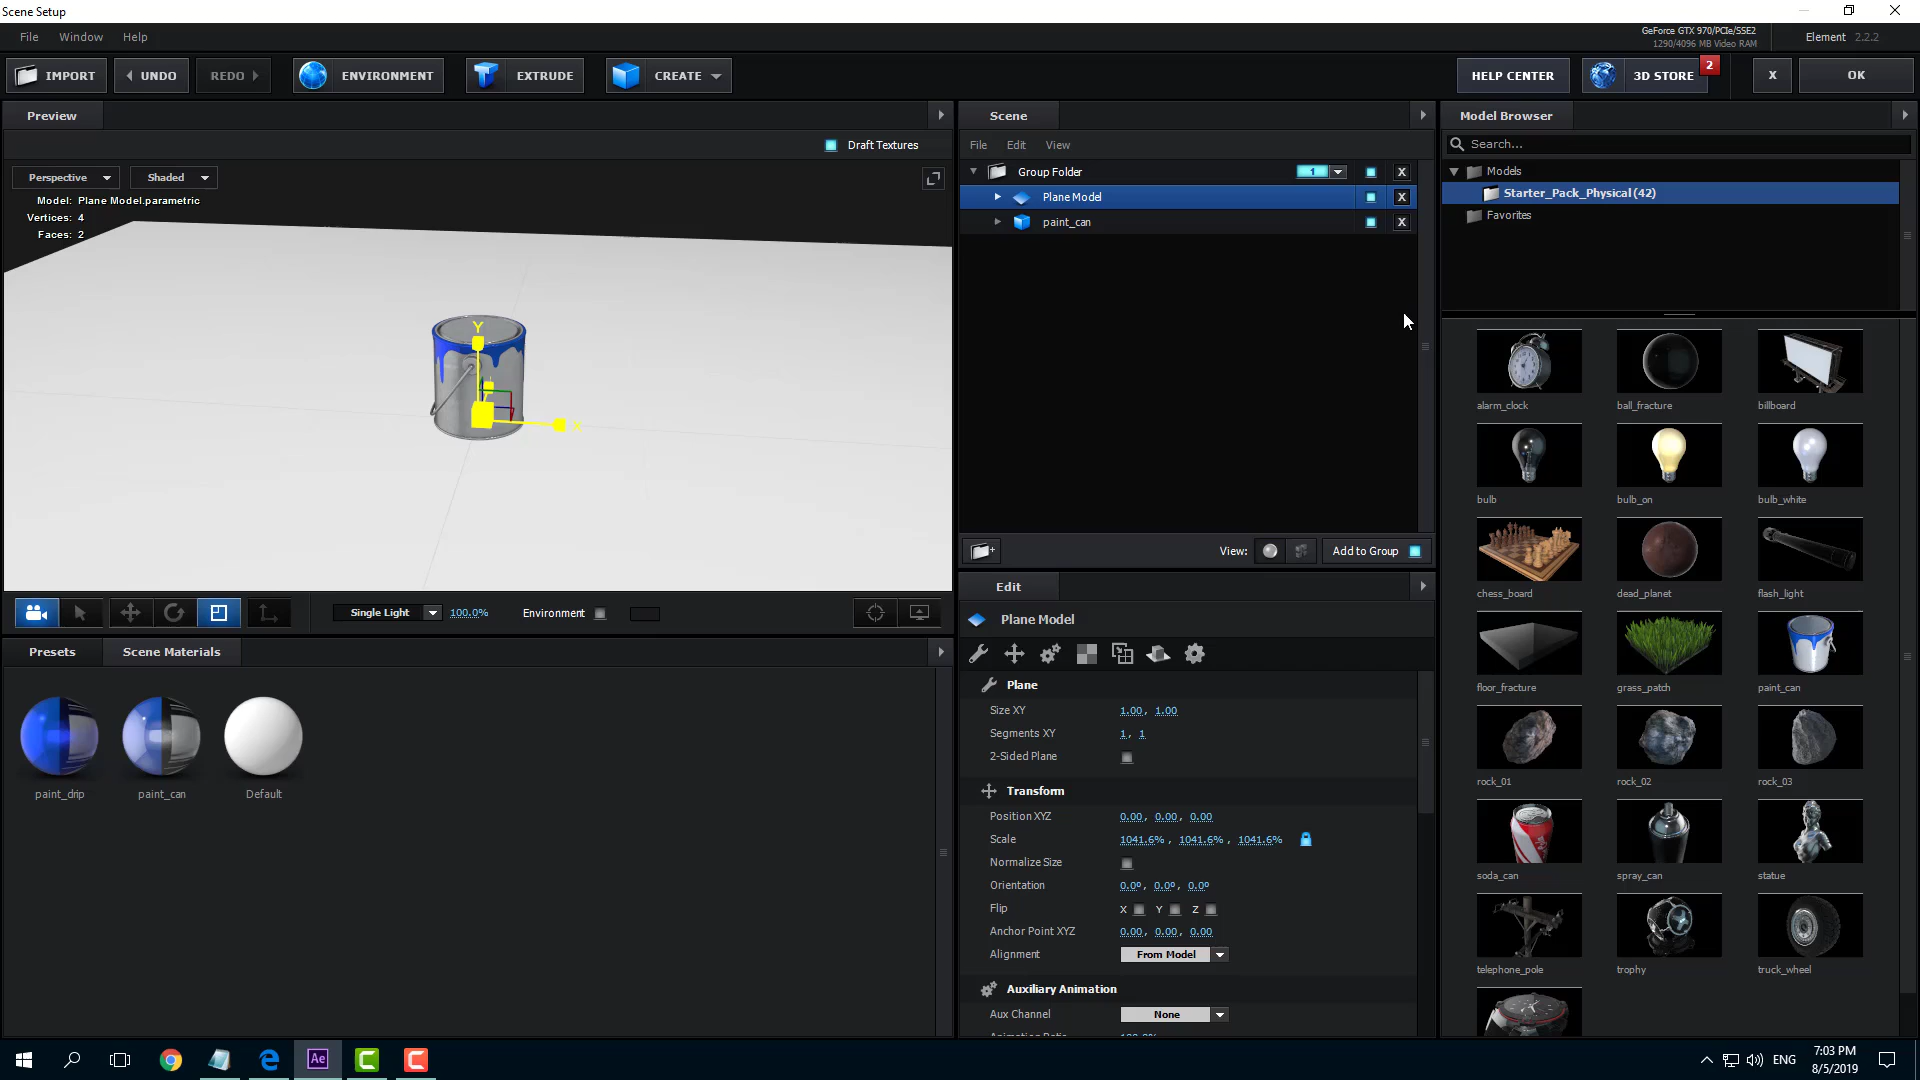 Scene Setup
File Window Help
GeForce GTX 970/PCIe/SSE2
1290/4096 MB Video RAM
Element 2.2.2
IMPORT UNDO REDO ENVIRONMENT EXTRUDE CREATE HELP CENTER 3D STORE 2 X OK
Preview
Draft Textures
Perspective Shaded
Model: Plane Model.parametric
Vertices: 4
Faces: 2
Y
X
Single Light 100.0% Environment
Presets Scene Materials
paint_drip paint_can Default
Scene
File Edit View
Group Folder 1 X
Plane Model X
paint_can X
View: Add to Group
Edit
Plane Model
Plane
Size XY 1.00, 1.00
Segments XY 1, 1
2-Sided Plane
Transform
Position XYZ 0.00, 0.00, 0.00
Scale 1041.6%, 1041.6%, 1041.6%
Normalize Size
Orientation 0.0º, 0.0º, 0.0º
Flip X Y Z
Anchor Point XYZ 0.00, 0.00, 0.00
Alignment From Model
Auxiliary Animation
Aux Channel None
Model Browser
Search...
Models
Starter_Pack_Physical (42)
Favorites
alarm_clock ball_fracture billboard
bulb bulb_on bulb_white
chess_board dead_planet flash_light
floor_fracture grass_patch paint_can
rock_01 rock_02 rock_03
soda_can spray_can statue
telephone_pole trophy truck_wheel
Ae
ENG
7:03 PM
8/5/2019